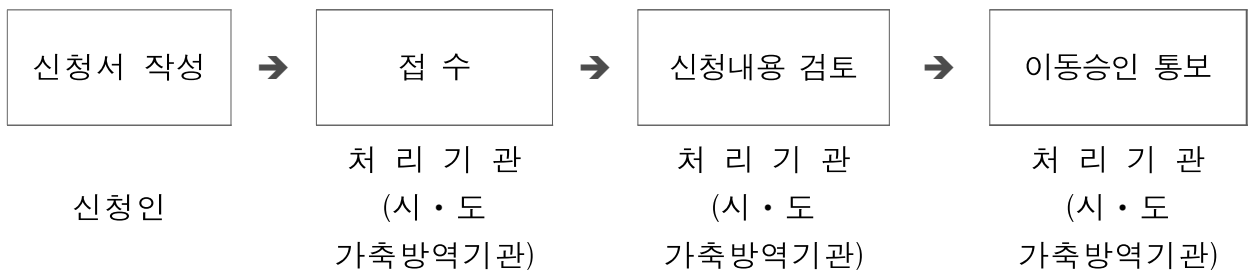 신청서 작성 ➔ 접 수 ➔ 신청내용 검토 ➔ 이동승인 통보
처 리 기 관 처 리 기 관 처 리 기 관
신청인 (시・도 (시・도 (시・도
가축방역기관) 가축방역기관) 가축방역기관)